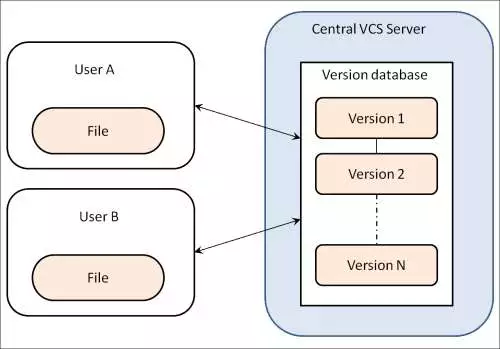 User A
File
User B
File
Central VCS Server
Version database
Version 1
Version 2
Version N